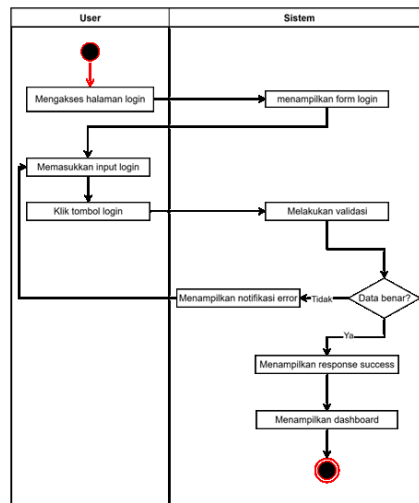 User
Sistem
Mengakses halaman login
menampilkan form login
Memasukkan input login
Klik tombol login
Melakukan validasi
Menampilkan notifikasi error
Tidak
Data benar?
Ya
Menampilkan response success
Menampilkan dashboard